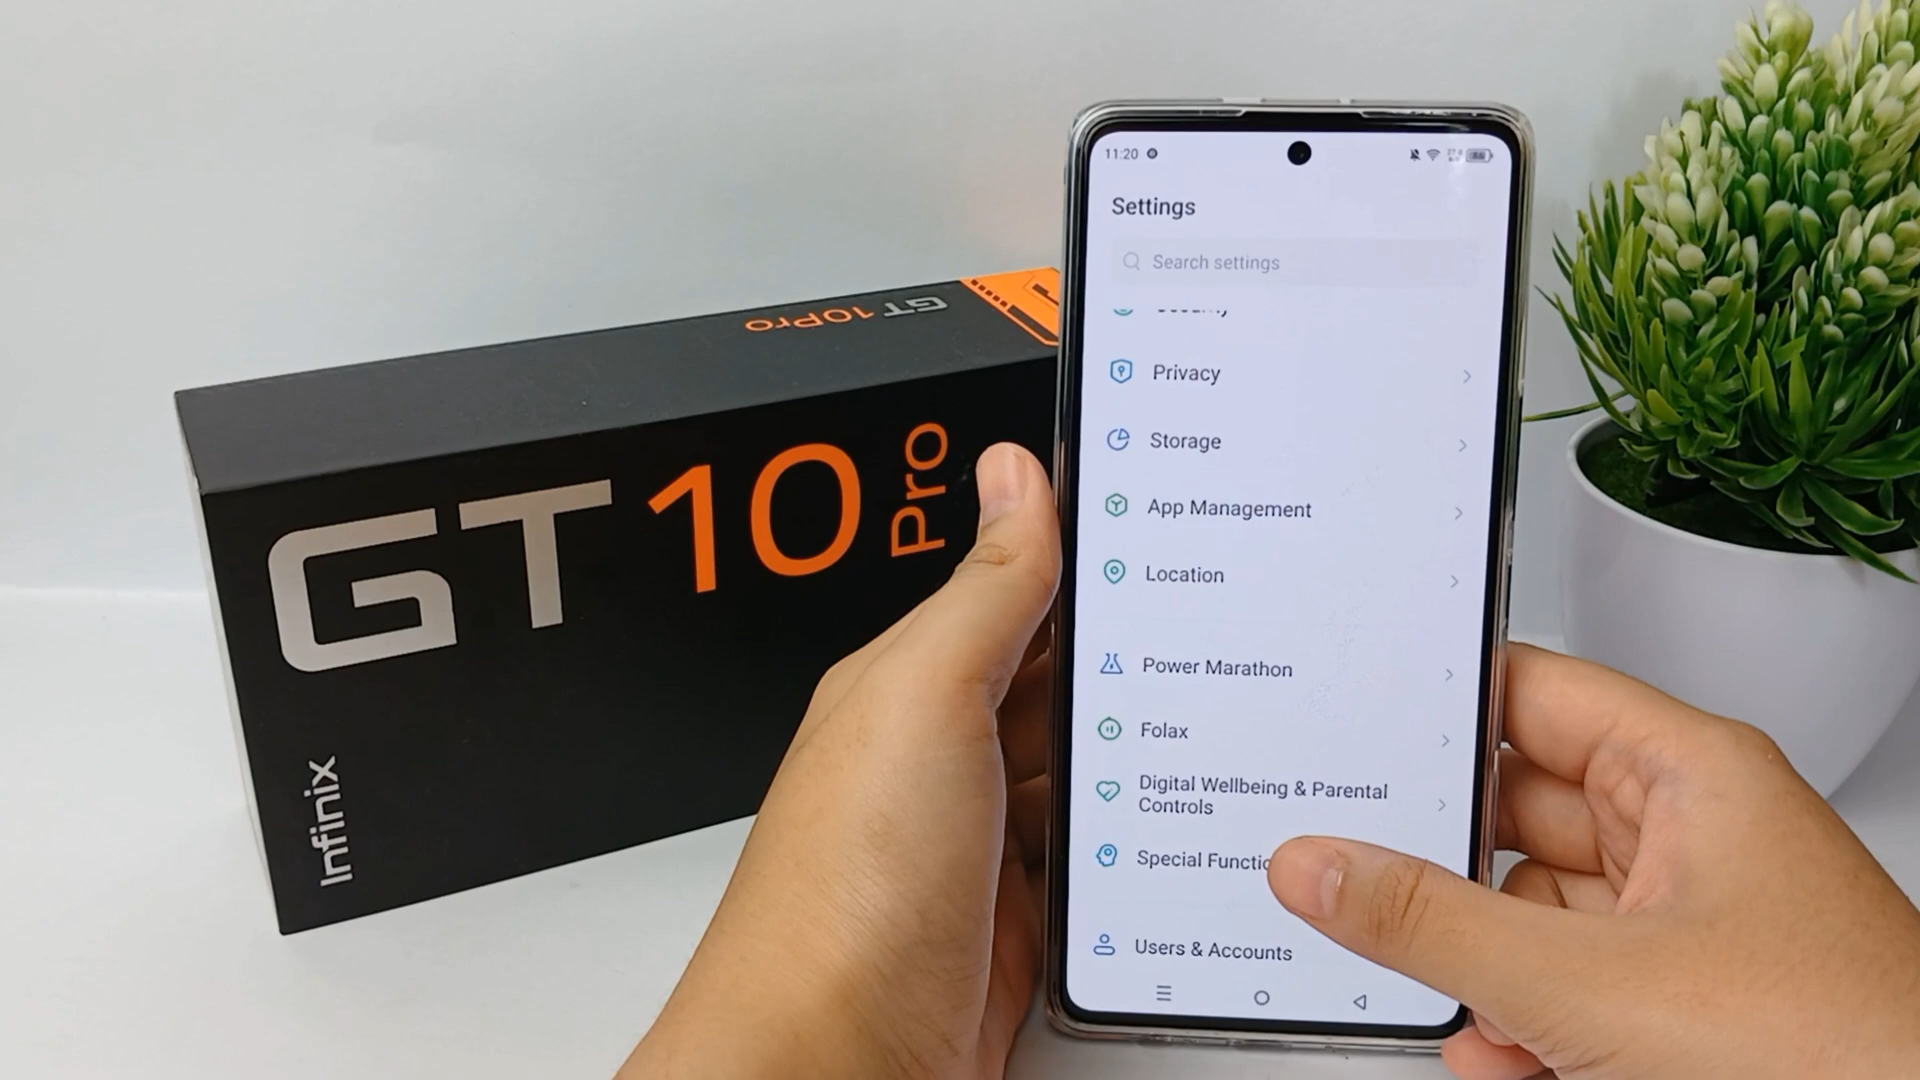 GT 10Pro
GT 10 Pro
Infinix
11:20
Settings
Search settings
Security
Privacy
Storage
App Management
Location
Power Marathon
Folax
Digital Wellbeing & Parental
Controls
Special Functio
Users & Accounts